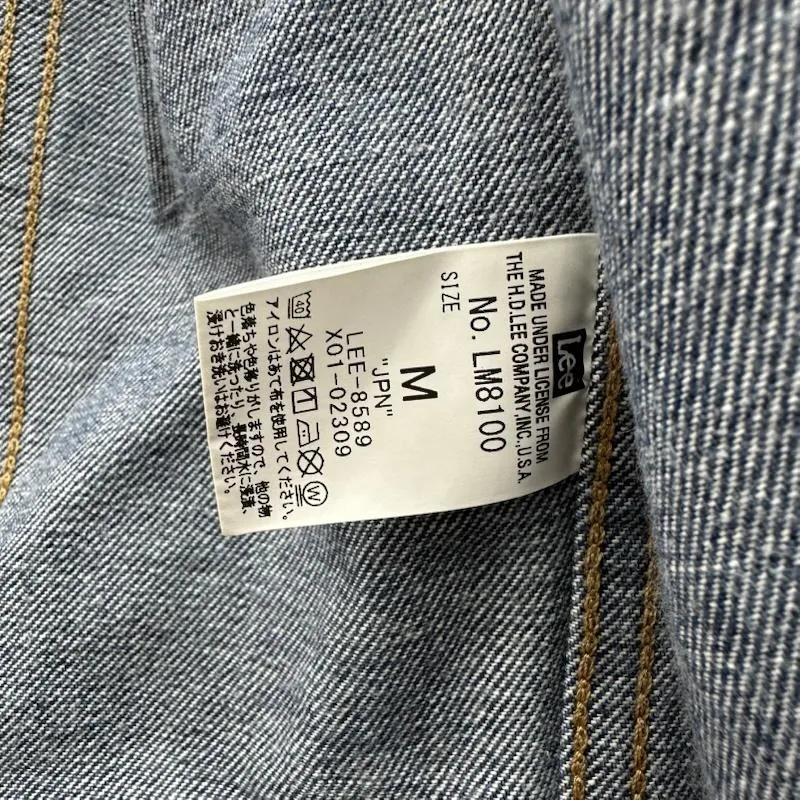 Lee
MADE UNDER LICENSE FROM
THE H.D.LEE COMPANY,INC.,U.S.A.
No. LM8100
SIZE
M
"JPN"
LEE-8589
X01-02309
40
W
アイロンはあて布を使用してください。
色落ちや色移りがしますので、他の物
と一緒に洗ったり、長時間水に浸漬、
漬けおき洗いはお避けください。